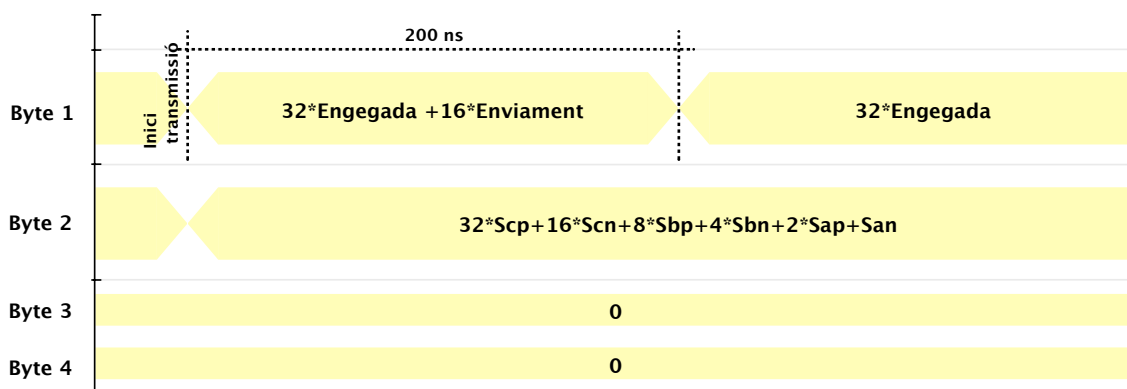 200 ns
Inici
transmissió
Byte 1
32*Engegada +16*Enviament
32*Engegada
Byte 2
32*Scp+16*Scn+8*Sbp+4*Sbn+2*Sap+San
Byte 3
0
Byte 4
0